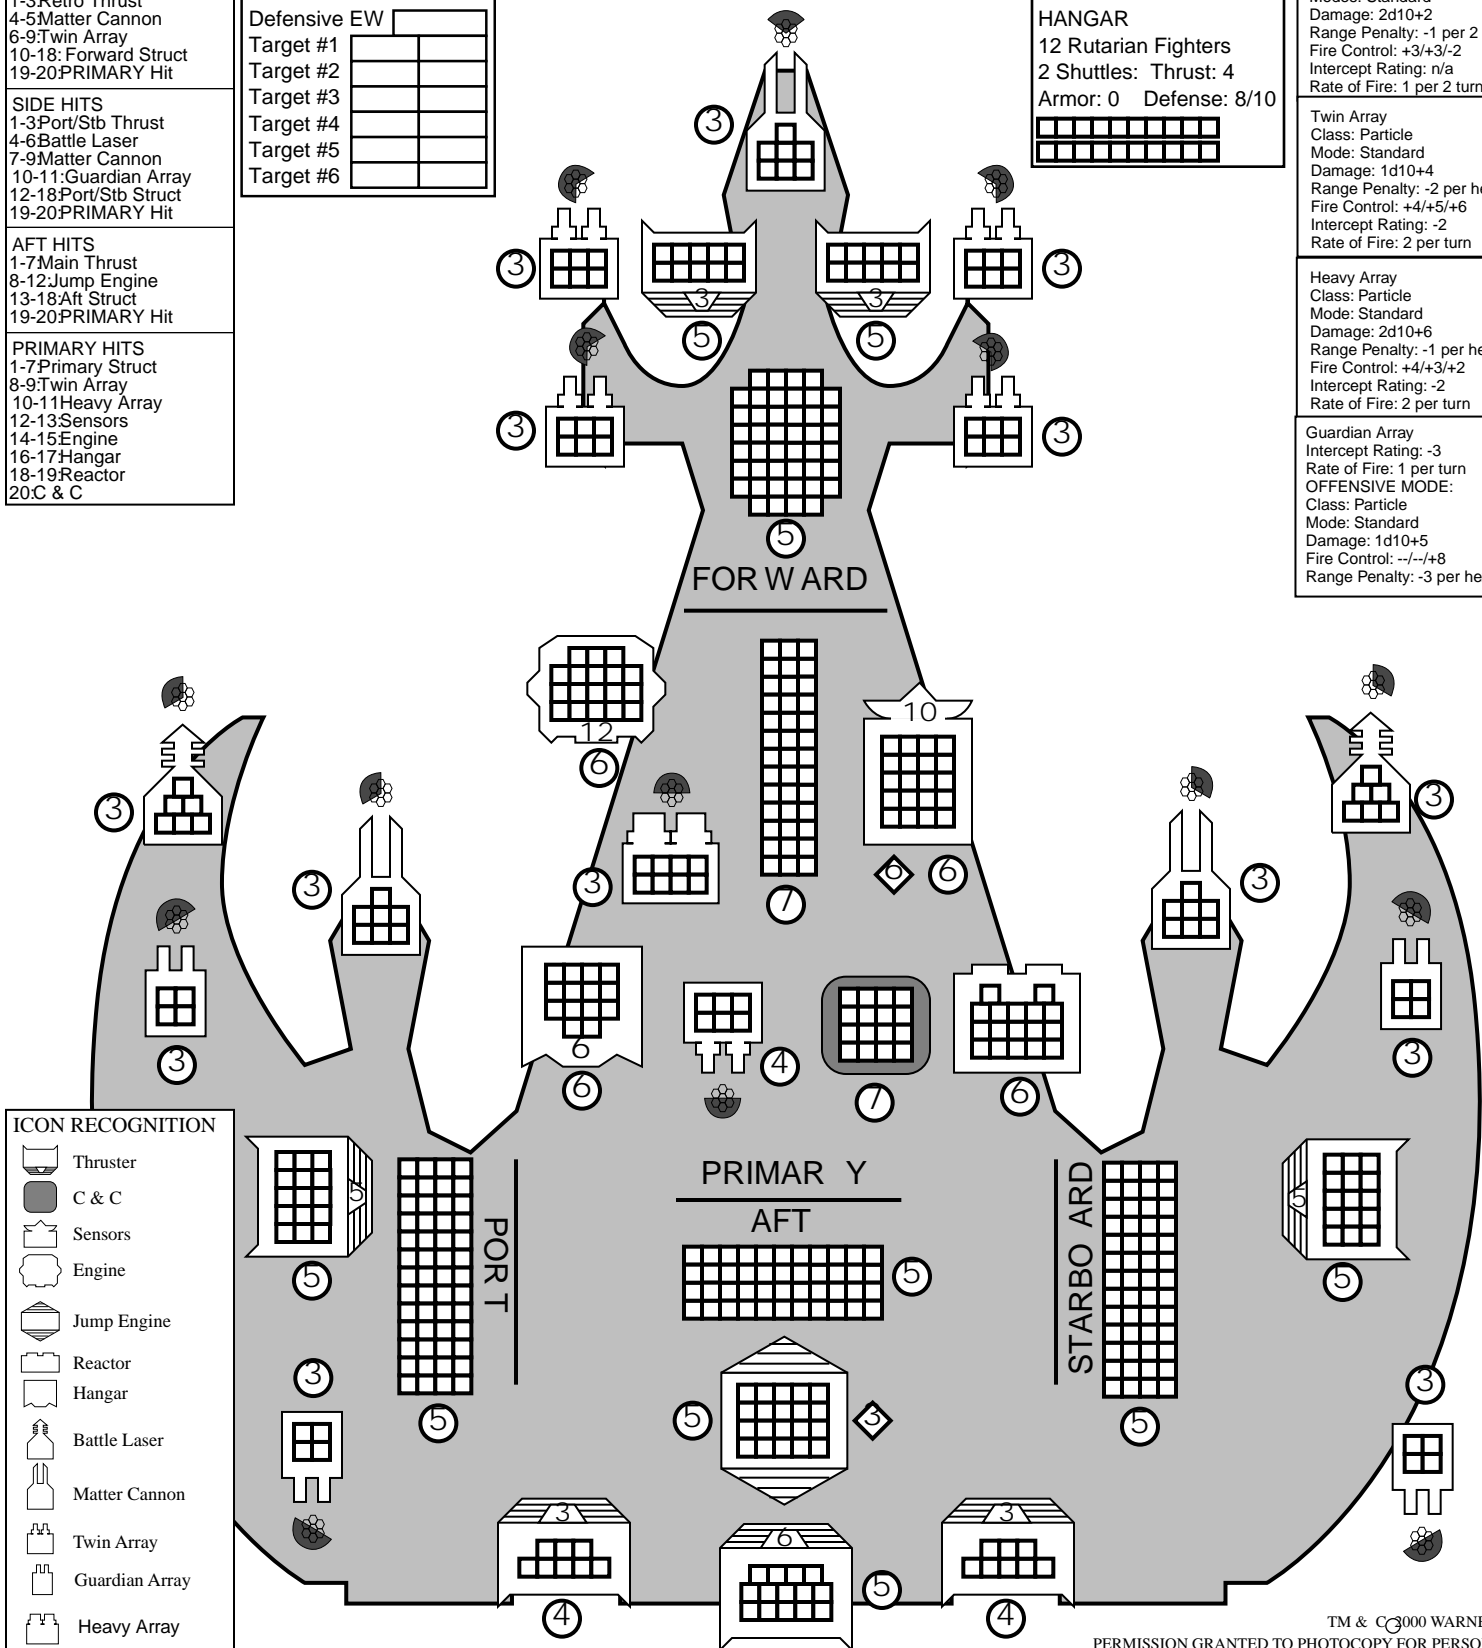 1-3:Retro Thrust
4-5:Matter Cannon
6-9:Twin Array
10-18: Forward Struct
19-20:PRIMARY Hit
SIDE HITS
1-3:Port/Stb Thrust
4-6:Battle Laser
7-9:Matter Cannon
10-11:Guardian Array
12-18:Port/Stb Struct
19-20:PRIMARY Hit
AFT HITS
1-7:Main Thrust
8-12:Jump Engine
13-18:Aft Struct
19-20:PRIMARY Hit
PRIMARY HITS
1-7:Primary Struct
8-9:Twin Array
10-11Heavy Array
12-13:Sensors
14-15:Engine
16-17:Hangar
18-19:Reactor
20:C & C
Defensive EW
Target #1
Target #2
Target #3
Target #4
Target #5
Target #6
HANGAR
12 Rutarian Fighters
2 Shuttles: Thrust: 4
Armor: 0 Defense: 8/10
Modes: Standard
Damage: 2d10+2
Range Penalty: -1 per 2
Fire Control: +3/+3/-2
Intercept Rating: n/a
Rate of Fire: 1 per 2 turn
Twin Array
Class: Particle
Mode: Standard
Damage: 1d10+4
Range Penalty: -2 per he
Fire Control: +4/+5/+6
Intercept Rating: -2
Rate of Fire: 2 per turn
Heavy Array
Class: Particle
Mode: Standard
Damage: 2d10+6
Range Penalty: -1 per he
Fire Control: +4/+3/+2
Intercept Rating: -2
Rate of Fire: 2 per turn
Guardian Array
Intercept Rating: -3
Rate of Fire: 1 per turn
OFFENSIVE MODE:
Class: Particle
Mode: Standard
Damage: 1d10+5
Fire Control: --/--/+8
Range Penalty: -3 per he
3
3 3
3 3
5 5
3 3
5
FOR W ARD
12
6
10
6 6
3 3
3 3
3
7
3 3
6
6
4
7
6
PRIMAR Y
AFT
POR T
STARBO ARD
5 5
5 5
5
5 5
5 3
3 3
3 6 3
4 5 4
ICON RECOGNITION
Thruster
C & C
Sensors
Engine
Jump Engine
Reactor
Hangar
Battle Laser
Matter Cannon
Twin Array
Guardian Array
Heavy Array
TM & C 2000 WARNE
PERMISSION GRANTED TO PHOTOCOPY FOR PERSO